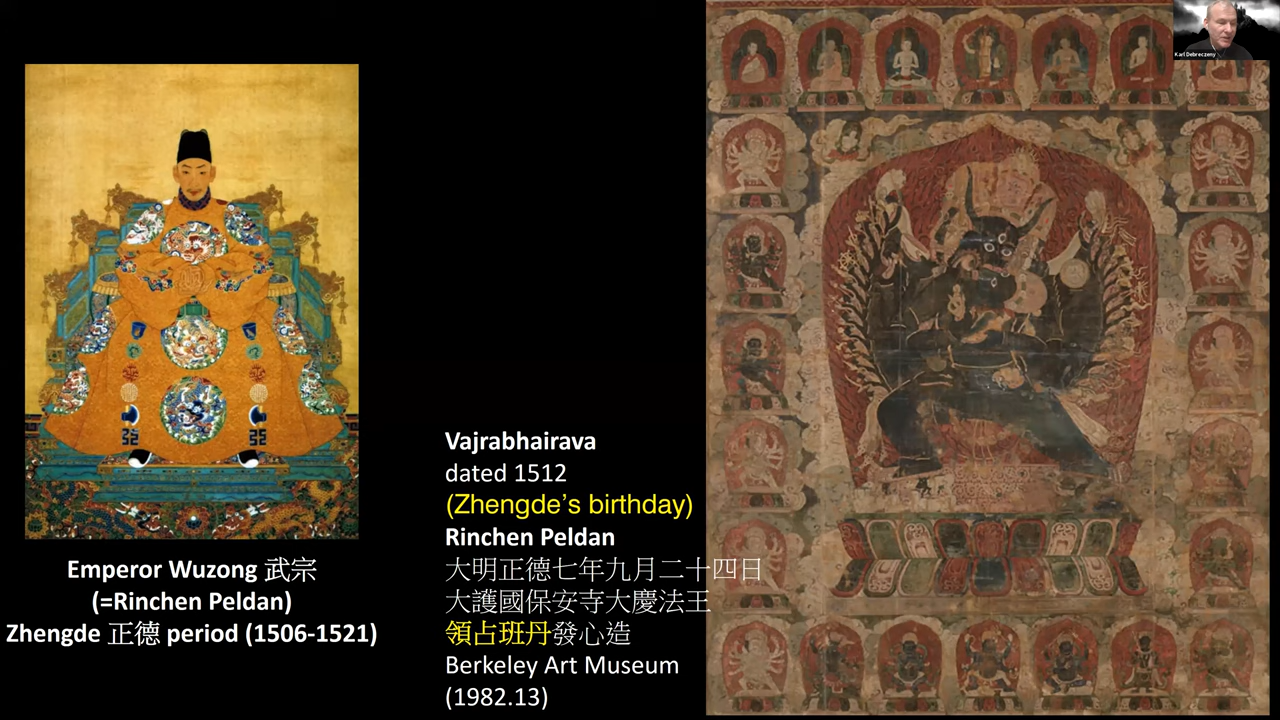 Karl Debreczeny
Emperor Wuzong 武宗
(=Rinchen Peldan)
Zhengde 正德 period (1506-1521)
Vajrabhairava
dated 1512
(Zhengde’s birthday)
Rinchen Peldan
大明正德七年九月二十四日
大護國保安寺大慶法王
領占班丹發心造
Berkeley Art Museum
(1982.13)